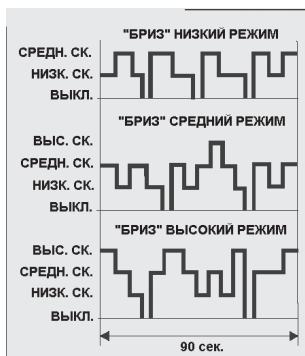 "БРИЗ" НИЗКИЙ РЕЖИМ
СРЕДН. СК.
НИЗК. СК.
ВЫКЛ.
"БРИЗ" СРЕДНИЙ РЕЖИМ
ВЫС. СК.
СРЕДН. СК.
НИЗК. СК.
ВЫКЛ.
"БРИЗ" ВЫСОКИЙ РЕЖИМ
ВЫС. СК.
СРЕДН. СК.
НИЗК. СК.
ВЫКЛ.
90 сек.